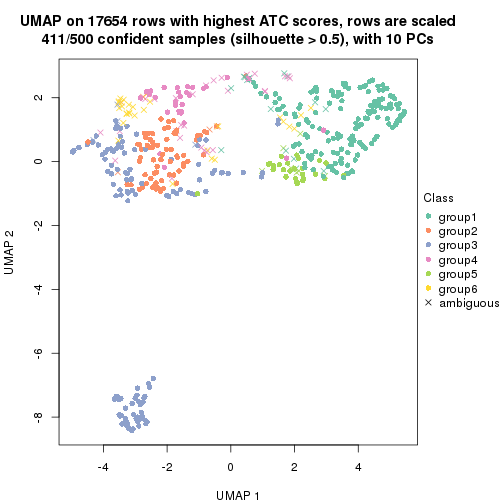 UMAP on 17654 rows with highest ATC scores, rows are scaled
411/500 confident samples (silhouette > 0.5), with 10 PCs
2
0
-2
-4
-6
-8
UMAP 2
-4
-2
0
2
4
UMAP 1
Class
group1
group2
group3
group4
group5
group6
ambiguous